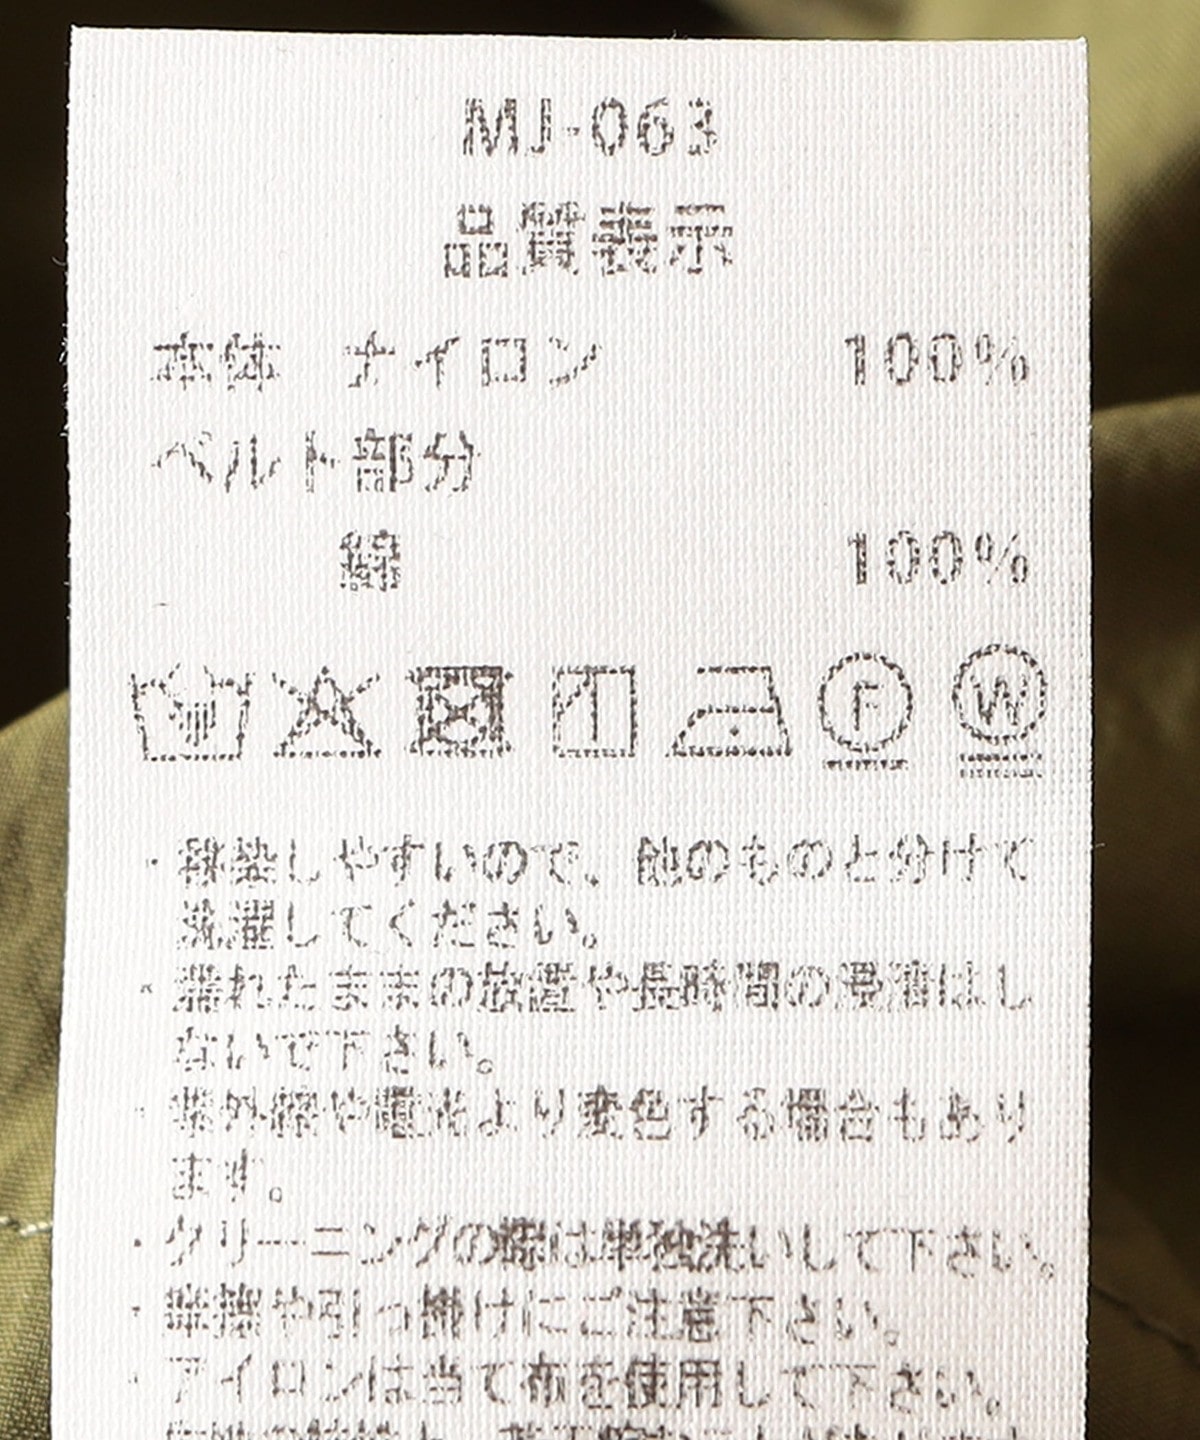 MJ-063
品質表示
本体 ナイロン 100%
ベルト部分
綿 100%
F W
・移染しやすいので、他のものと分けて
洗濯してください。
・濡れたままの放置や長時間の浸漬はし
ないで下さい。
・紫外線や電光より変色する場合もあり
ます。
・クリーニングの際は単独洗いして下さい。
・摩擦や引っ掛けにご注意下さい。
・アイロンは当て布を使用して下さい。